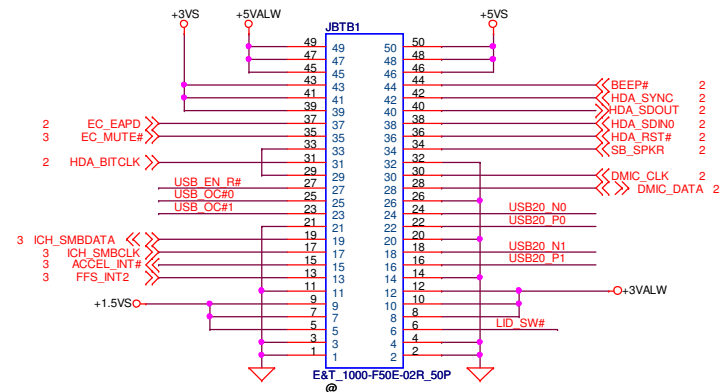 +3VS +5VALW +5VS
JBTB1
49 49 50 50
47 47 48 48
45 45 46 46
43 43 44 44 BEEP# 2
41 41 42 42 HDA_SYNC 2
39 39 40 40 HDA_SDOUT 2
2 EC_EAPD 37 37 38 38 HDA_SDIN0 2
3 EC_MUTE# 35 35 36 36 HDA_RST# 2
33 33 34 34 SB_SPKR 2
2 HDA_BITCLK 31 31 32 32
29 29 30 30 DMIC_CLK 2
USB_EN_R# 27 27 28 28 DMIC_DATA 2
USB_OC#0 25 25 26 26
USB_OC#1 23 23 24 24 USB20_N0
21 21 22 22 USB20_P0
3 ICH_SMBDATA 19 19 20 20
3 ICH_SMBCLK 17 17 18 18 USB20_N1
3 ACCEL_INT# 15 15 16 16 USB20_P1
3 FFS_INT2 13 13 14 14
11 11 12 12 +3VALW
+1.5VS 9 9 10 10
7 7 8 8
5 5 6 6 LID_SW#
3 3 4 4
1 1 2 2
E&T_1000-F50E-02R_50P
@